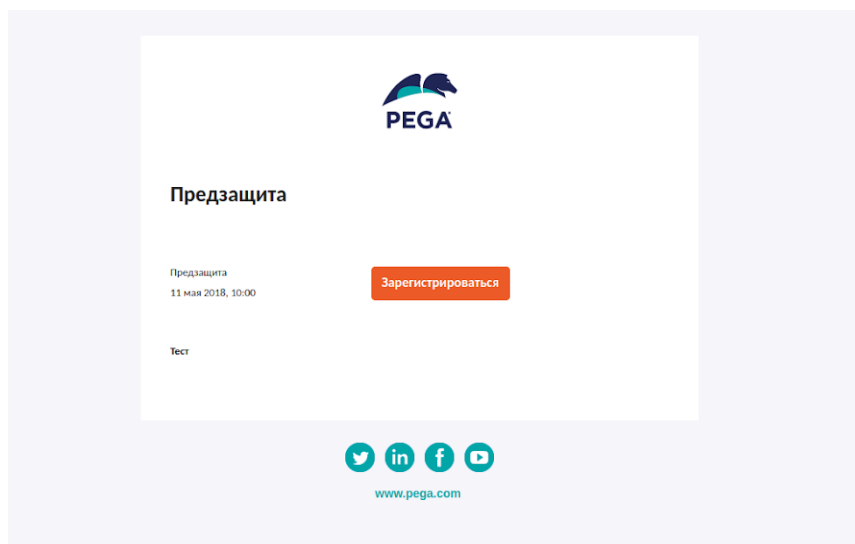 PEGA
Предзащита
Предзащита
11 мая 2018, 10:00
Зарегистрироваться
Тест
www.pega.com